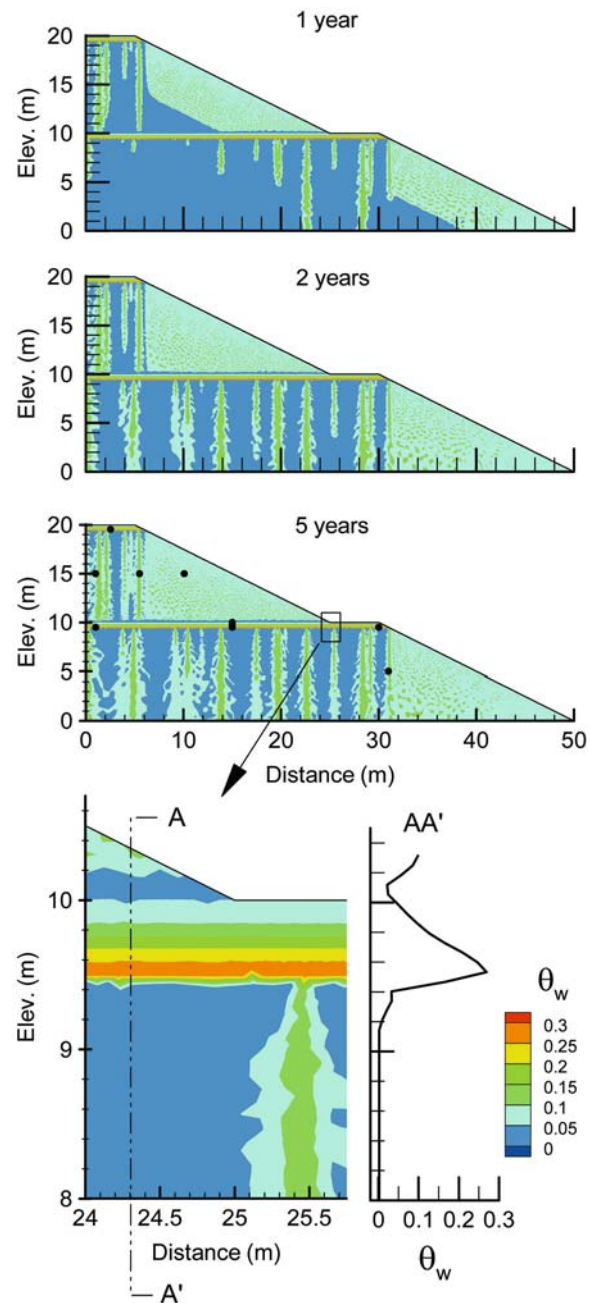 1 year
Elev. (m)
20
15
10
5
0
2 years
Elev. (m)
20
15
10
5
0
5 years
Elev. (m)
20
15
10
5
0
0 10 20 30 40 50
Distance (m)
A
AA'
Elev. (m)
10
9
8
24 24.5 25 25.5
Distance (m)
A'
θw
0.3
0.25
0.2
0.15
0.1
0.05
0
0 0.1 0.2 0.3
θw